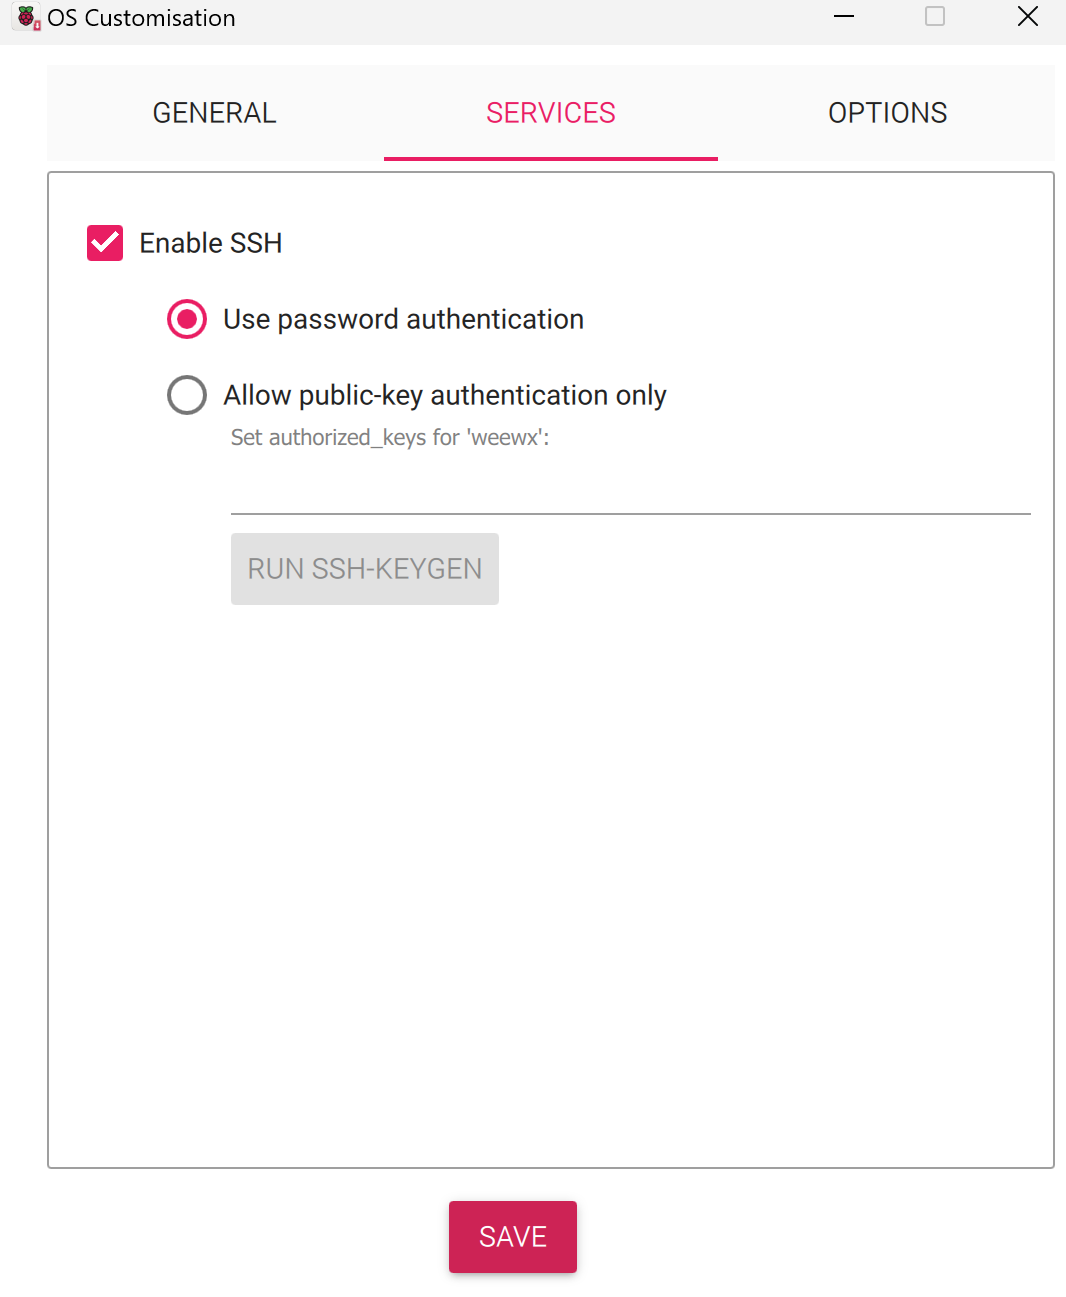 OS Customisation
GENERAL
SERVICES
OPTIONS
Enable SSH
Use password authentication
Allow public-key authentication only
Set authorized_keys for 'weewx':
RUN SSH-KEYGEN
SAVE